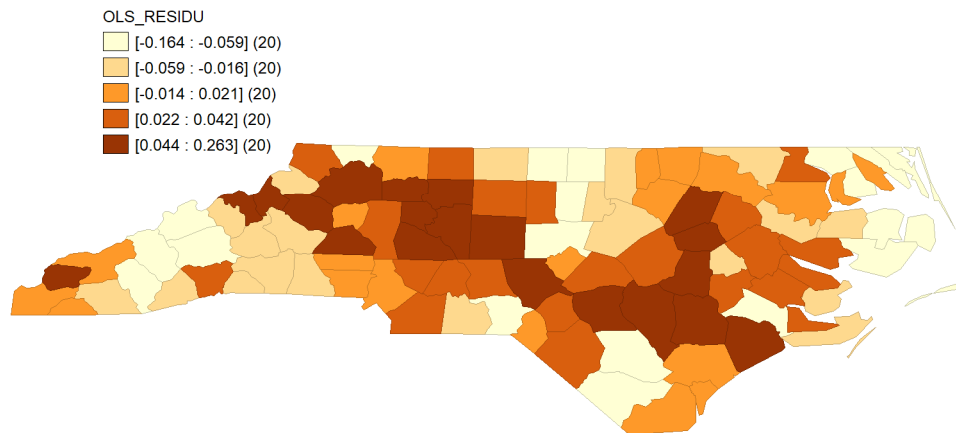 OLS_RESIDU
[-0.164 : -0.059] (20)
[-0.059 : -0.016] (20)
[-0.014 : 0.021] (20)
[0.022 : 0.042] (20)
[0.044 : 0.263] (20)